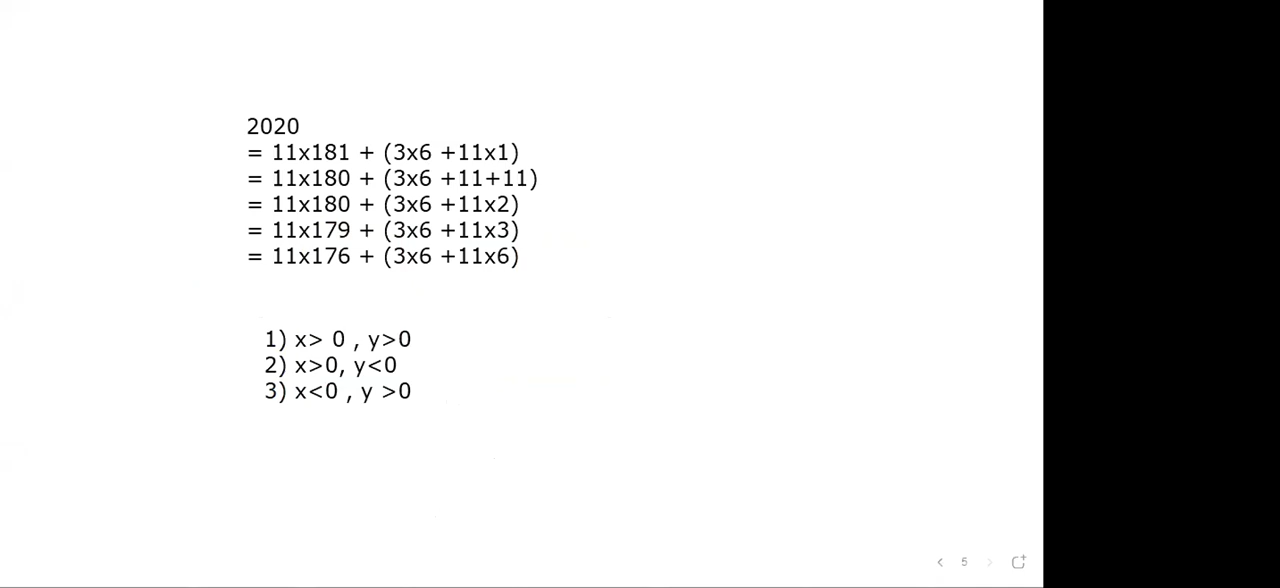 2020
= 11x181 + (3x6 +11x1)
= 11x180 + (3x6 +11+11)
= 11x180 + (3x6 +11x2)
= 11x179 + (3x6 +11x3)
= 11x176 + (3x6 +11x6)
1) x> 0 , y>0
2) x>0, y<0
3) x<0 , y >0
5